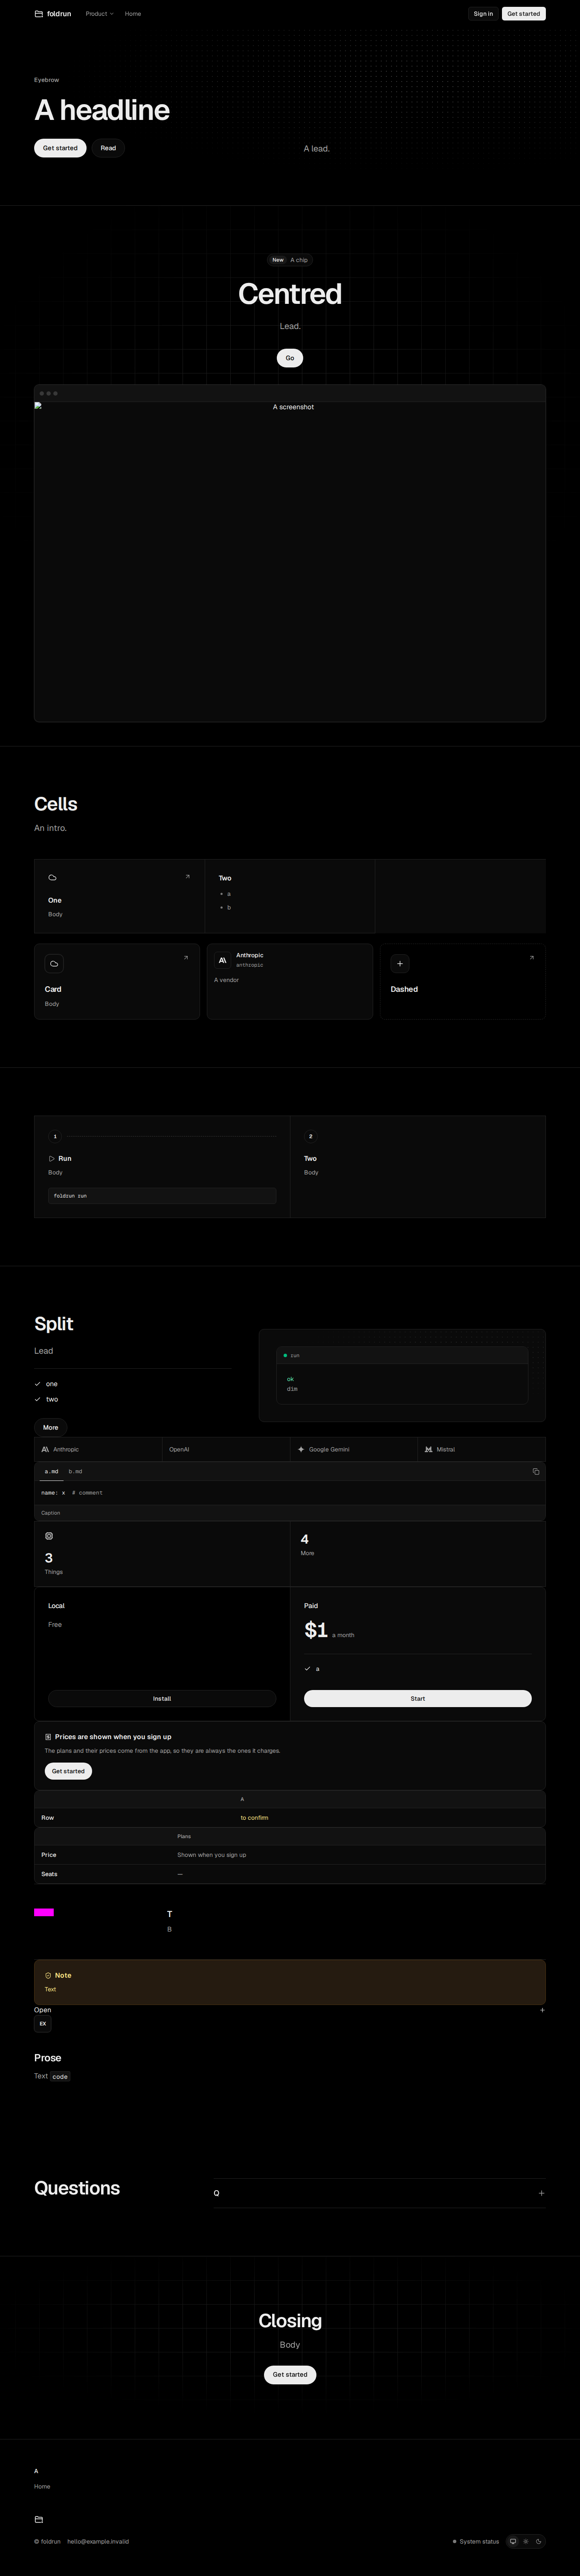 foldrun Product Home Sign in Get started
Eyebrow
A headline
Get started Read
A lead.
New A chip
Centred
Lead.
Go
A screenshot
Cells
An intro.
One
Body
Two
a
b
Card
Body
Anthropic
anthropic
A vendor
Dashed
1
Run
Body
foldrun run
2
Two
Body
Split
Lead
one
two
More
run
ok
dim
Anthropic OpenAI Google Gemini Mistral
a.md b.md
name: x # comment
Caption
3
Things
4
More
Local
Free
Install
Paid
$1 a month
a
Start
Prices are shown when you sign up
The plans and their prices come from the app, so they are always the ones it charges.
Get started
A
Row to confirm
Plans
Price Shown when you sign up
Seats —
T
B
Note
Text
Open +
EX
Prose
Text code
Questions
Q +
Closing
Body
Get started
A
Home
© foldrun hello@example.invalid System status